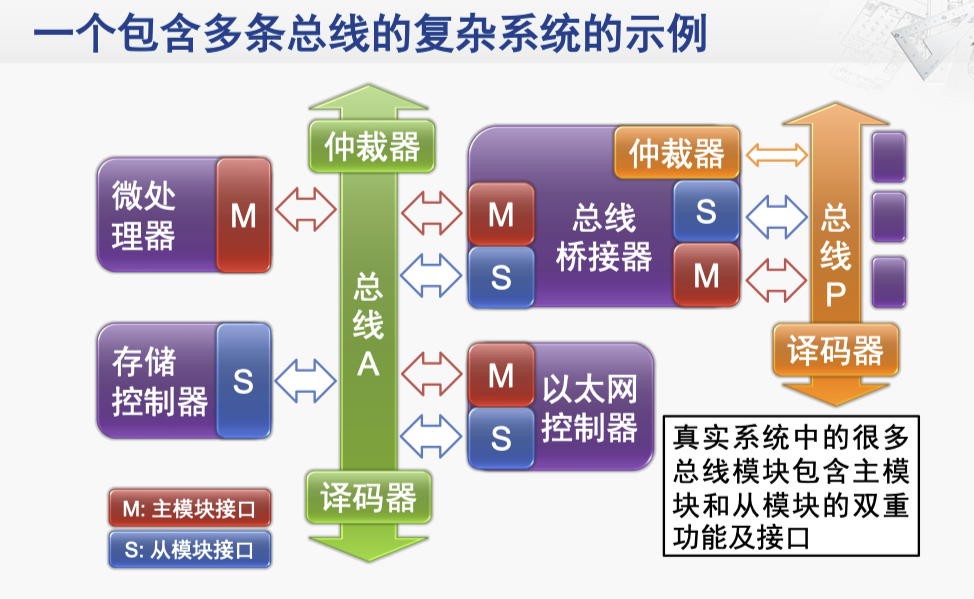 一个包含多条总线的复杂系统的示例
仲裁器
微处
理器
M
存储
控制器
S
总
线
A
译码器
M
S
总线
桥接器
仲裁器
S
M
M
S
以太网
控制器
总
线
P
译码器
M: 主模块接口
S: 从模块接口
真实系统中的很多
总线模块包含主模
块和从模块的双重
功能及接口